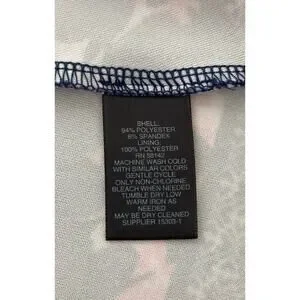 SHELL:
94% POLYESTER
6% SPANDEX
LINING:
100% POLYESTER
RN 58142
MACHINE WASH COLD
WITH SIMILAR COLORS
GENTLE CYCLE
ONLY NON-CHLORINE
BLEACH WHEN NEEDED
TUMBLE DRY LOW
WARM IRON AS
NEEDED
MAY BE DRY CLEANED
SUPPLIER 15303-1